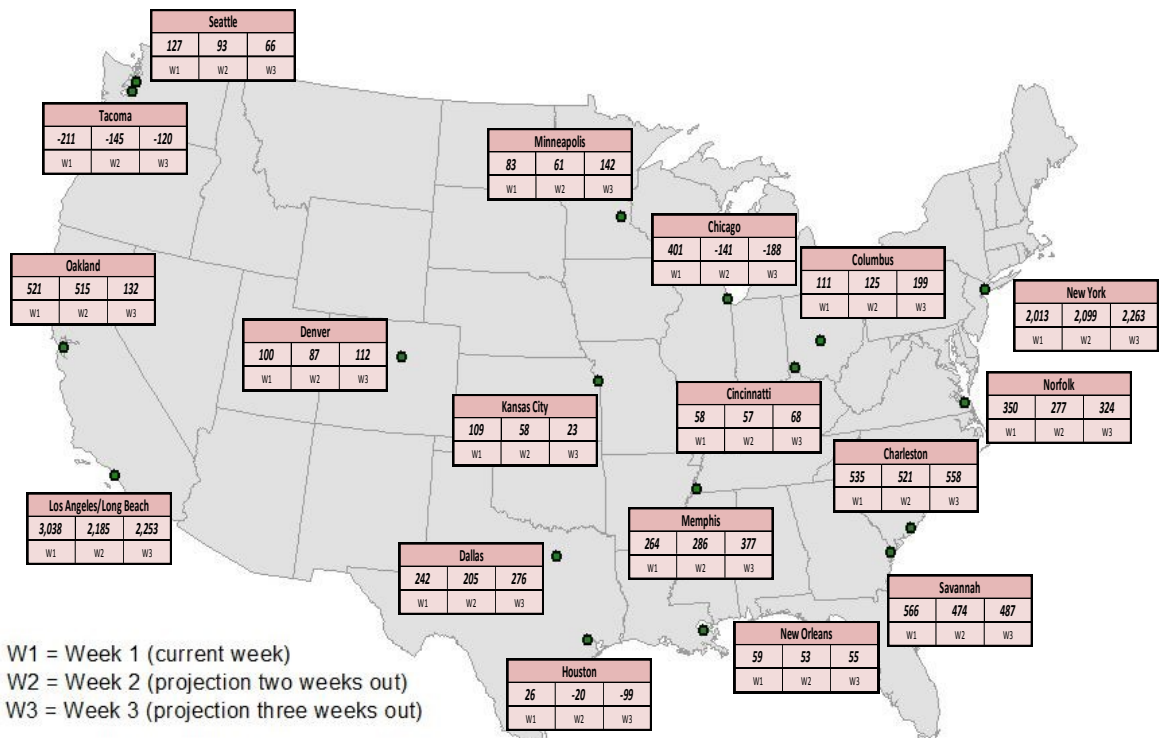 Seattle
127 93 66
W1 W2 W3
Tacoma
-211 -145 -120
W1 W2 W3
Minneapolis
83 61 142
W1 W2 W3
Chicago
401 -141 -188
W1 W2 W3
Columbus
111 125 199
W1 W2 W3
Oakland
521 515 132
W1 W2 W3
New York
2,013 2,099 2,263
W1 W2 W3
Denver
100 87 112
W1 W2 W3
Norfolk
350 277 324
W1 W2 W3
Cincinnatti
58 57 68
W1 W2 W3
Kansas City
109 58 23
W1 W2 W3
Charleston
535 521 558
W1 W2 W3
Los Angeles/Long Beach
3,038 2,185 2,253
W1 W2 W3
Memphis
264 286 377
W1 W2 W3
Dallas
242 205 276
W1 W2 W3
Savannah
566 474 487
W1 W2 W3
New Orleans
59 53 55
W1 W2 W3
Houston
26 -20 -99
W1 W2 W3
W1 = Week 1 (current week)
W2 = Week 2 (projection two weeks out)
W3 = Week 3 (projection three weeks out)